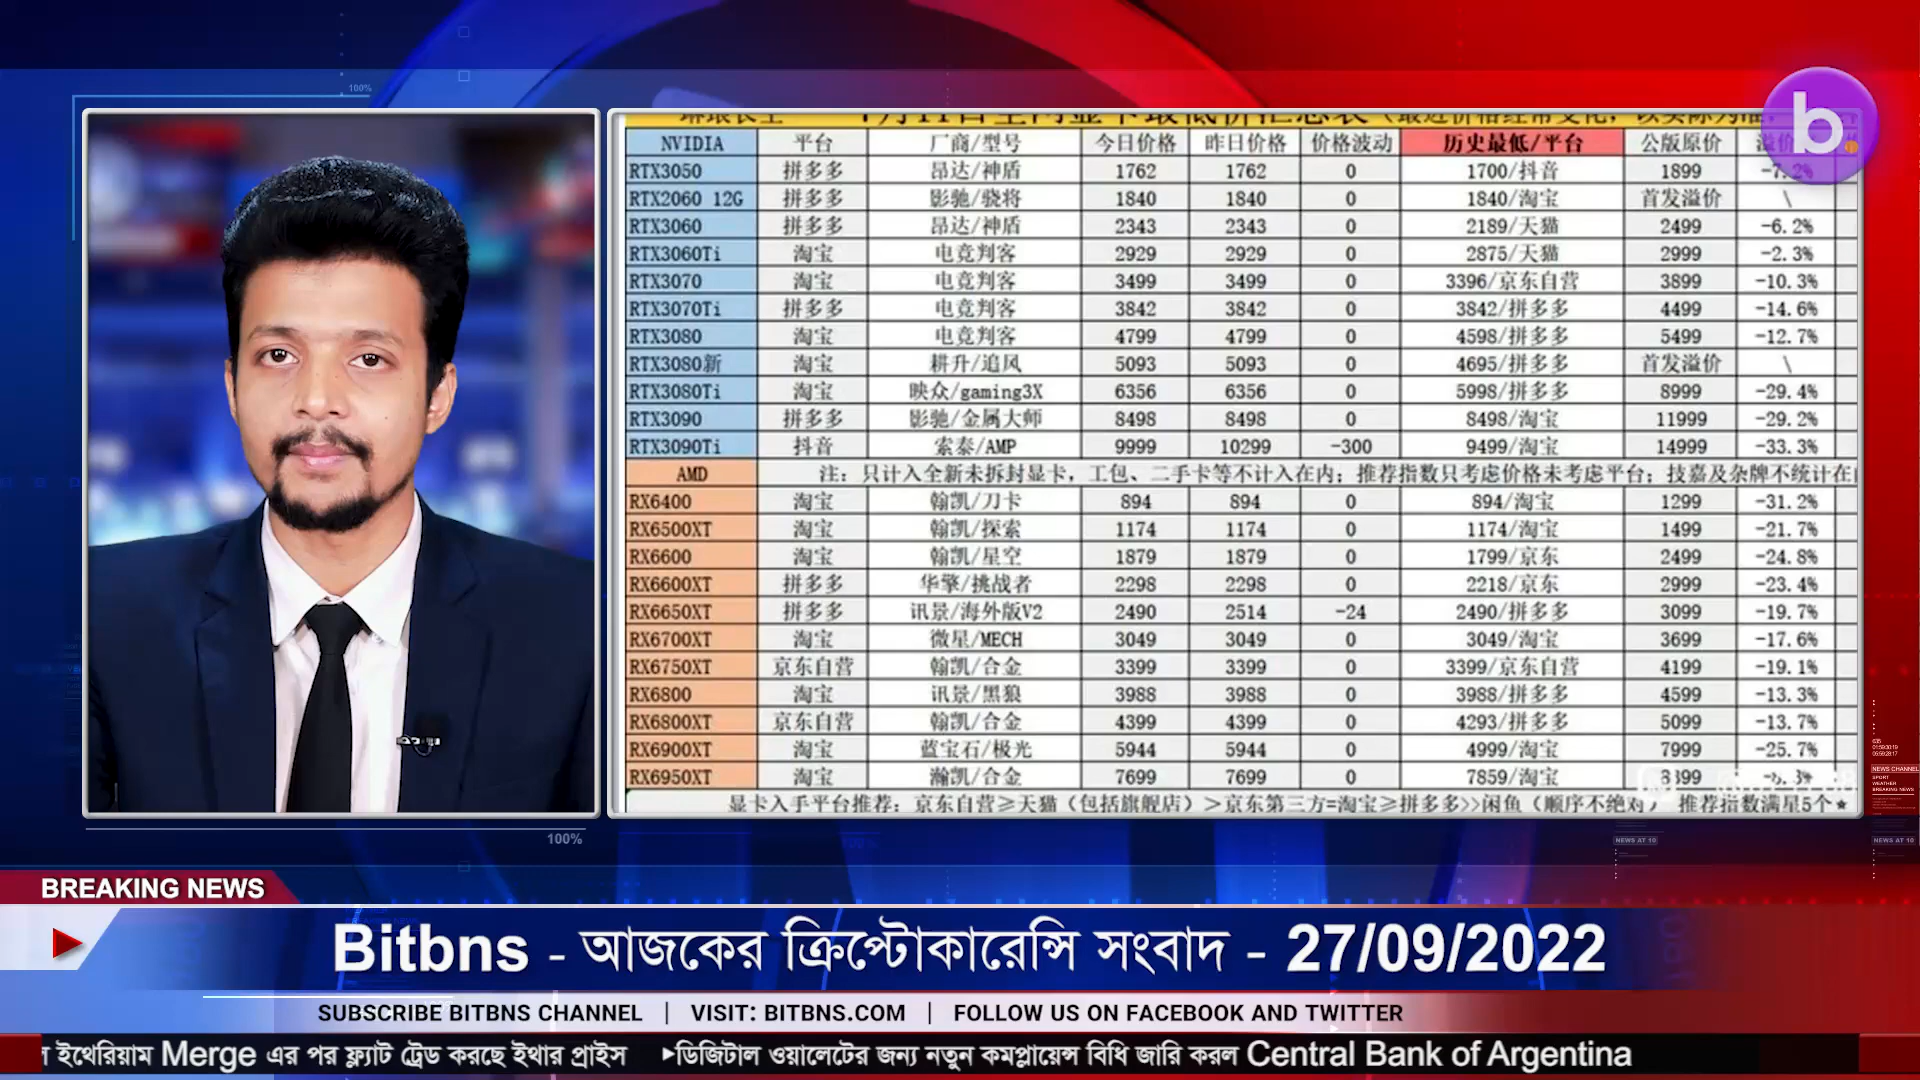 100%
b.
NVIDIA 平台 厂商/型号 今日价格 昨日价格 价格波动 历史最低/平台 公版原价
RTX3050 拼多多 昂达/神盾 1762 1762 0 1700/抖音 1899 -7.2%
RTX2060 12G 拼多多 影驰/骁将 1840 1840 0 1840/淘宝 首发溢价 \
RTX3060 拼多多 昂达/神盾 2343 2343 0 2189/天猫 2499 -6.2%
RTX3060Ti 淘宝 电竞判客 2929 2929 0 2875/天猫 2999 -2.3%
RTX3070 淘宝 电竞判客 3499 3499 0 3396/京东自营 3899 -10.3%
RTX3070Ti 拼多多 电竞判客 3842 3842 0 3842/拼多多 4499 -14.6%
RTX3080 淘宝 电竞判客 4799 4799 0 4598/拼多多 5499 -12.7%
RTX3080新 淘宝 耕升/追风 5093 5093 0 4695/拼多多 首发溢价 \
RTX3080Ti 淘宝 映众/gaming3X 6356 6356 0 5998/拼多多 8999 -29.4%
RTX3090 拼多多 影驰/金属大师 8498 8498 0 8498/淘宝 11999 -29.2%
RTX3090Ti 抖音 索泰/AMP 9999 10299 -300 9499/淘宝 14999 -33.3%
AMD 注：只计入全新未拆封显卡，工包、二手卡等不计入在内；推荐指数只考虑价格未考虑平台；技嘉及杂牌不统计在
RX6400 淘宝 翰凯/刀卡 894 894 0 894/淘宝 1299 -31.2%
RX6500XT 淘宝 翰凯/探索 1174 1174 0 1174/淘宝 1499 -21.7%
RX6600 淘宝 翰凯/星空 1879 1879 0 1799/京东 2499 -24.8%
RX6600XT 拼多多 华擎/挑战者 2298 2298 0 2218/京东 2999 -23.4%
RX6650XT 拼多多 讯景/海外版V2 2490 2514 -24 2490/拼多多 3099 -19.7%
RX6700XT 淘宝 微星/MECH 3049 3049 0 3049/淘宝 3699 -17.6%
RX6750XT 京东自营 翰凯/合金 3399 3399 0 3399/京东自营 4199 -19.1%
RX6800 淘宝 讯景/黑狼 3988 3988 0 3988/拼多多 4599 -13.3%
RX6800XT 京东自营 翰凯/合金 4399 4399 0 4293/拼多多 5099 -13.7%
RX6900XT 淘宝 蓝宝石/极光 5944 5944 0 4999/淘宝 7999 -25.7%
RX6950XT 淘宝 瀚凯/合金 7699 7699 0 7859/淘宝
显卡入手平台推荐：京东自营≥天猫（包括旗舰店）＞京东第三方=淘宝≥拼多多>>闲鱼（顺序不绝对） 推荐指数满星5个★
100%
NEWS CHANNEL
SPORT
WEATHER
BREAKING NEWS
NEWS AT 10
NEWS AT 10
BREAKING NEWS
Bitbns - আজকের ক্রিপ্টোকারেন্সি সংবাদ - 27/09/2022
SUBSCRIBE BITBNS CHANNEL | VISIT: BITBNS.COM | FOLLOW US ON FACEBOOK AND TWITTER
ইথেরিয়াম Merge এর পর ফ্ল্যাট ট্রেড করছে ইথার প্রাইস ▶ডিজিটাল ওয়ালেটের জন্য নতুন কমপ্লায়েন্স বিধি জারি করল Central Bank of Argentina